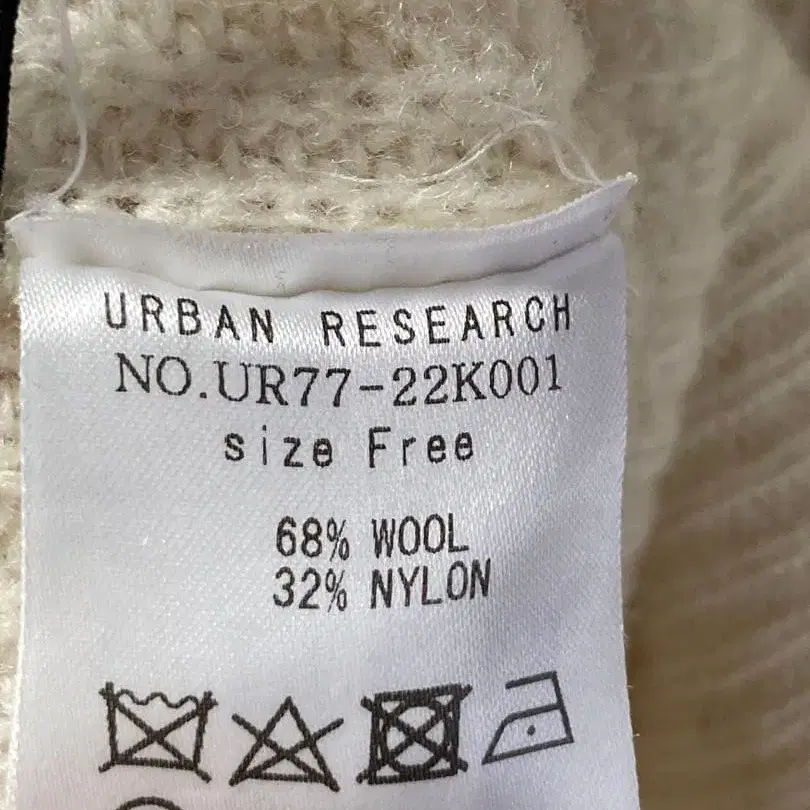 URBAN RESEARCH
NO.UR77-22K001
size Free
68% WOOL
32% NYLON